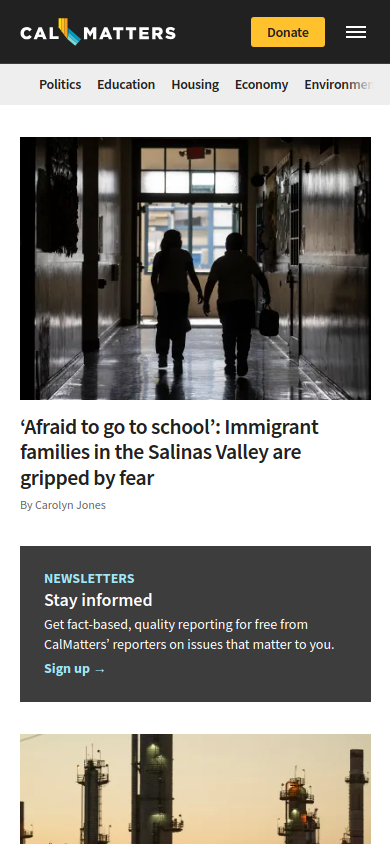 CAL MATTERS
Donate
Politics Education Housing Economy Environmen
‘Afraid to go to school’: Immigrant
families in the Salinas Valley are
gripped by fear
By Carolyn Jones
NEWSLETTERS
Stay informed
Get fact-based, quality reporting for free from
CalMatters’ reporters on issues that matter to you.
Sign up →